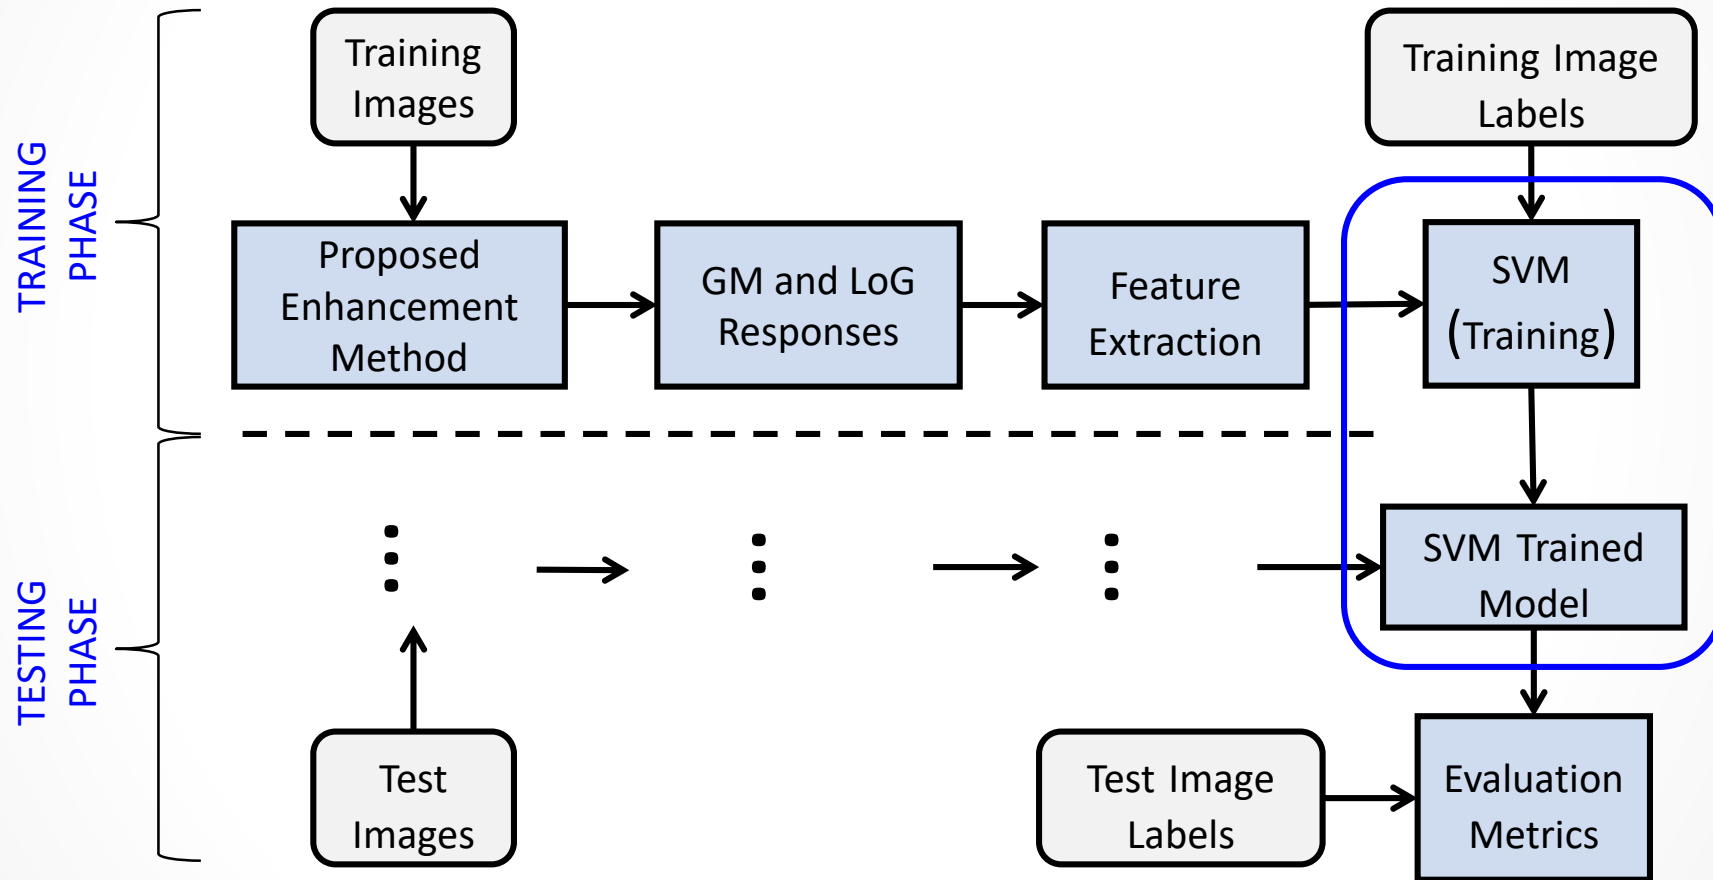 TRAINING
PHASE
Training
Images
Training Image
Labels
Proposed
Enhancement
Method
GM and LoG
Responses
Feature
Extraction
SVM
(Training)
TESTING
PHASE
SVM Trained
Model
Test
Images
Test Image
Labels
Evaluation
Metrics